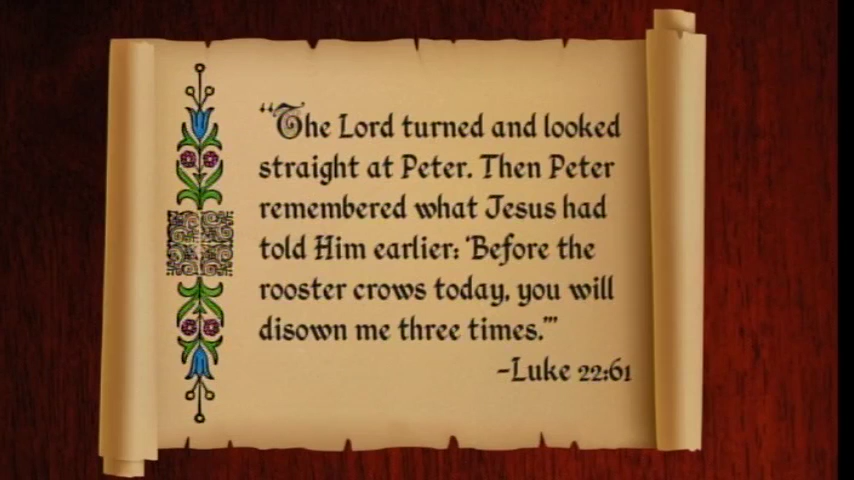 “The Lord turned and looked
straight at Peter. Then Peter
remembered what Jesus had
told Him earlier: ‘Before the
rooster crows today, you will
disown me three times.’”
-Luke 22:61